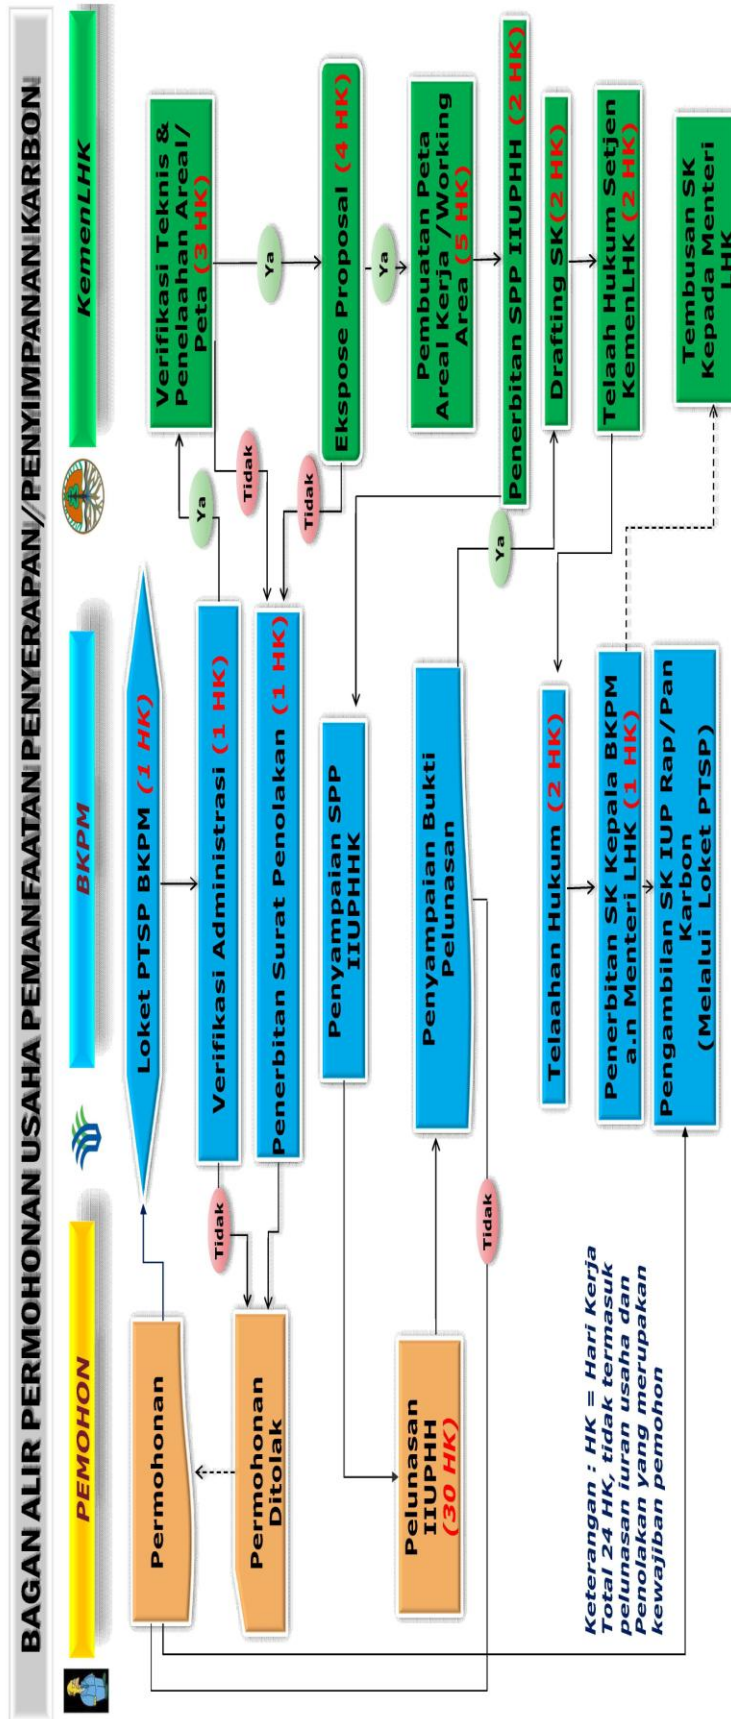 BAGAN ALIR PERMOHONAN USAHA PEMANFAATAN PENYERAPAN/PENYIMPANAN KARBON.
PEMOHON
BKPM
KemenLHK
Permohonan
Permohonan
Ditolak
Pelunasan
IIUPHH
(30 HK)
Keterangan : HK = Hari Kerja
Total 24 HK, tidak termasuk
pelunasan iuran usaha dan
Penolakan yang merupakan
kewajiban pemohon
Loket PTSP BKPM (1 HK)
Verifikasi Administrasi (1 HK)
Tidak
Ya
Penerbitan Surat Penolakan (1 HK)
Penyampaian SPP
IIUPHHK
Penyampaian Bukti
Pelunasan
Tidak
Ya
Telaahan Hukum (2 HK)
Penerbitan SK Kepala BKPM
a.n Menteri LHK (1 HK)
Pengambilan SK IUP Rap/Pan
Karbon
(Melalui Loket PTSP)
Verifikasi Teknis &
Penelaahan Areal/
Peta (3 HK)
Tidak
Ya
Ekspose Proposal (4 HK)
Tidak
Ya
Pembuatan Peta
Areal Kerja /Working
Area (5 HK)
Penerbitan SPP IIUPHH (2 HK)
Drafting SK(2 HK)
Telaah Hukum Setjen
KemenLHK (2 HK)
Tembusan SK
Kepada Menteri
LHK